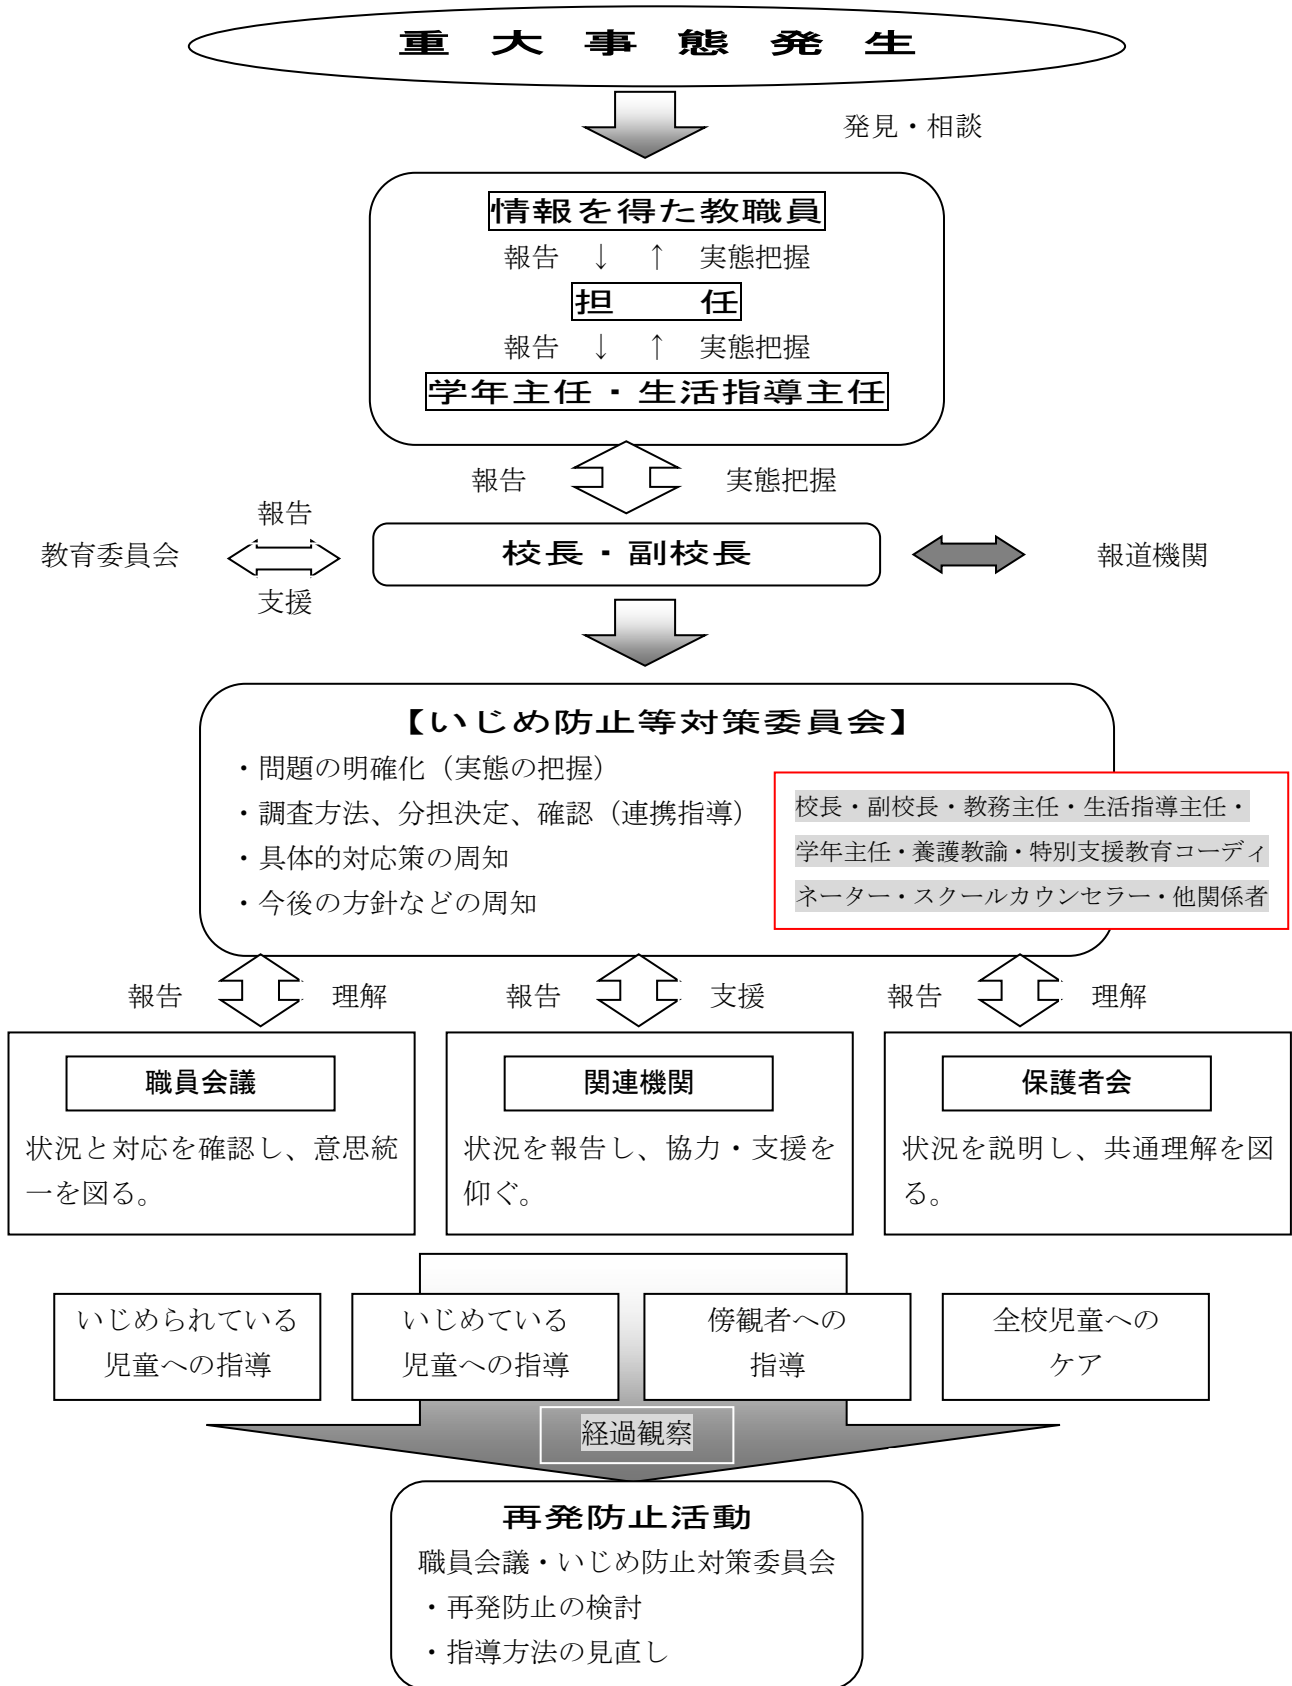 重大事態発生
発見・相談
情報を得た教職員
報告 ↓ ↑ 実態把握
担 任
報告 ↓ ↑ 実態把握
学年主任・生活指導主任
報告 実態把握
報告
教育委員会 校長・副校長 報道機関
支援
【いじめ防止等対策委員会】
・問題の明確化（実態の把握）
・調査方法、分担決定、確認（連携指導）
・具体的対応策の周知
・今後の方針などの周知
校長・副校長・教務主任・生活指導主任・
学年主任・養護教諭・特別支援教育コーディ
ネーター・スクールカウンセラー・他関係者
報告 理解 報告 支援 報告 理解
職員会議
状況と対応を確認し、意思統
一を図る。
関連機関
状況を報告し、協力・支援を
仰ぐ。
保護者会
状況を説明し、共通理解を図
る。
いじめられている
児童への指導
いじめている
児童への指導
傍観者への
指導
全校児童への
ケア
経過観察
再発防止活動
職員会議・いじめ防止対策委員会
・再発防止の検討
・指導方法の見直し